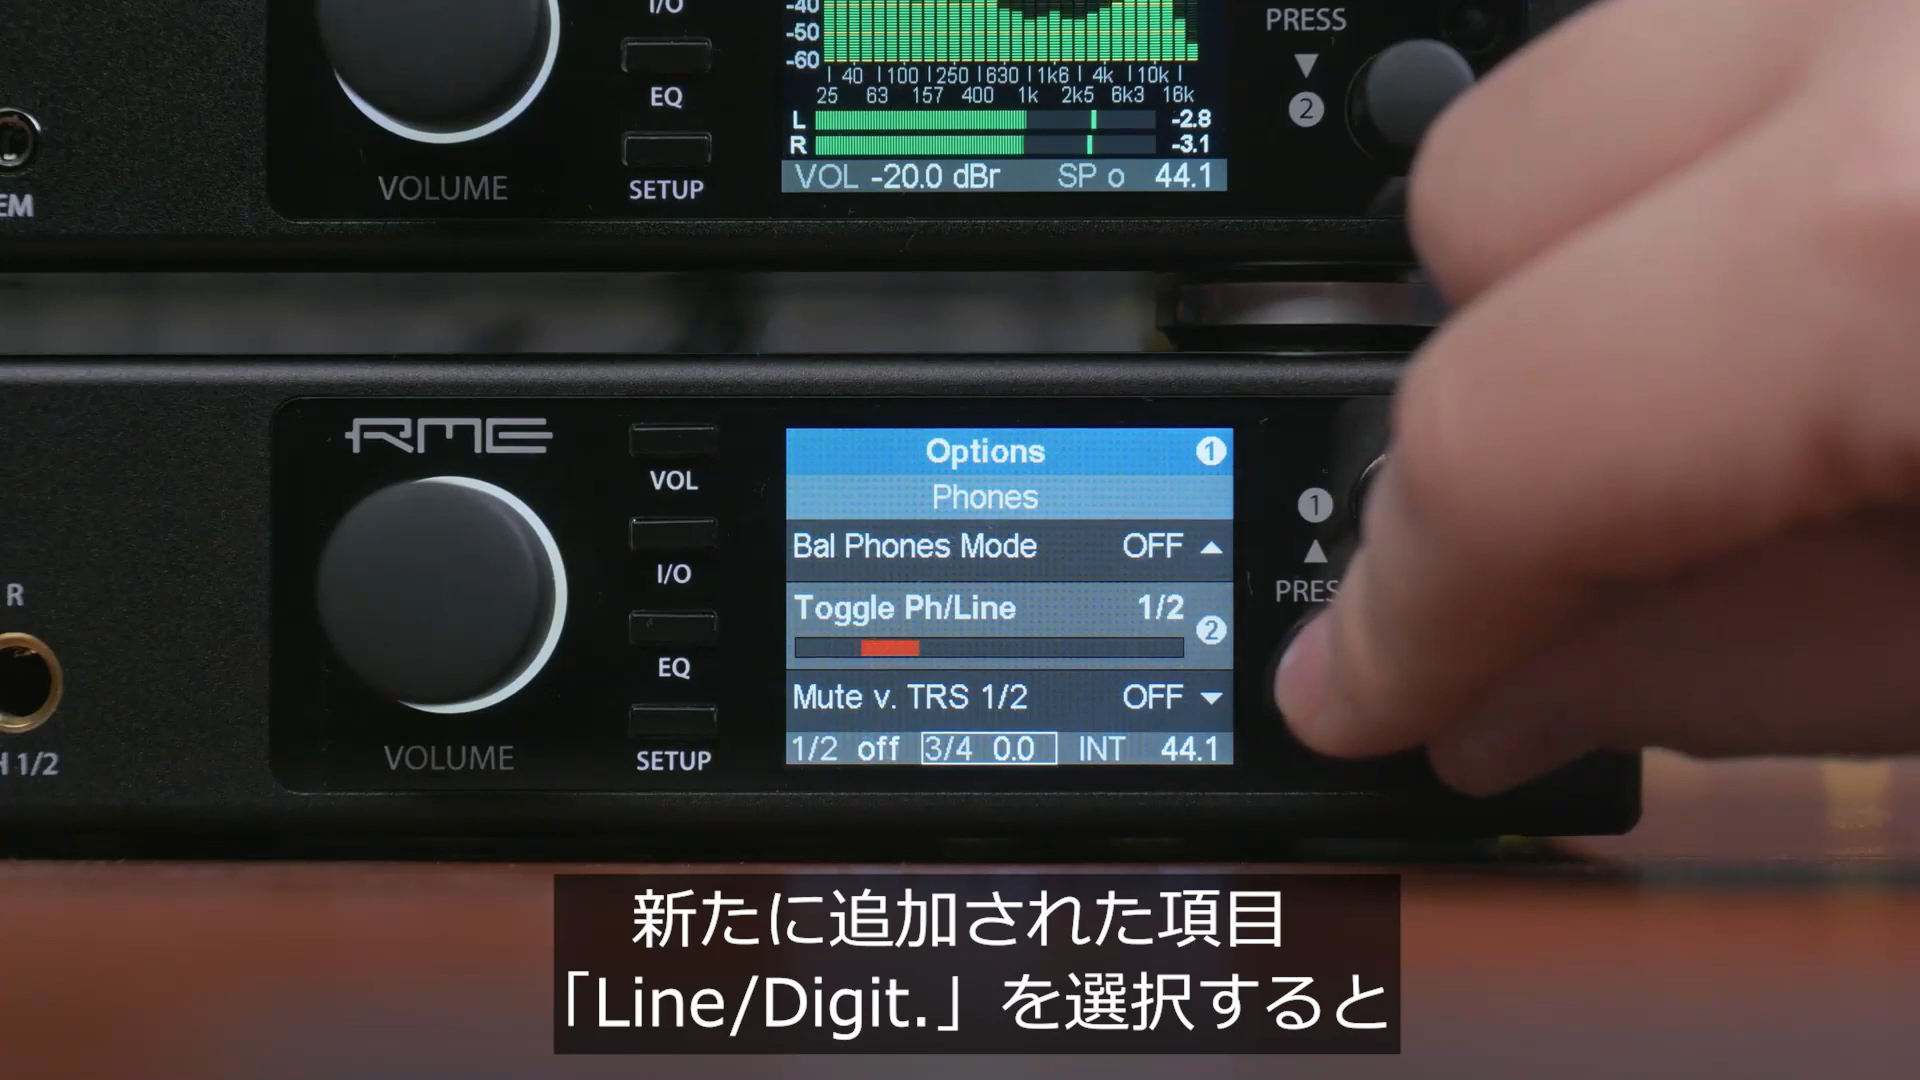 I/O
EQ
SETUP
VOLUME
EM
-40
-50
-60
40 100 250 630 1k6 4k 10k
25 63 157 400 1k 2k5 6k3 16k
L -2.8
R -3.1
VOL -20.0 dBr SP o 44.1
PRESS
2
RME
VOL
I/O
EQ
SETUP
VOLUME
R
H 1/2
Options 1
Phones
Bal Phones Mode OFF
Toggle Ph/Line 1/2
2
Mute v. TRS 1/2 OFF
1/2 off 3/4 0.0 INT 44.1
1
PRES
新たに追加された項目
「Line/Digit.」を選択すると